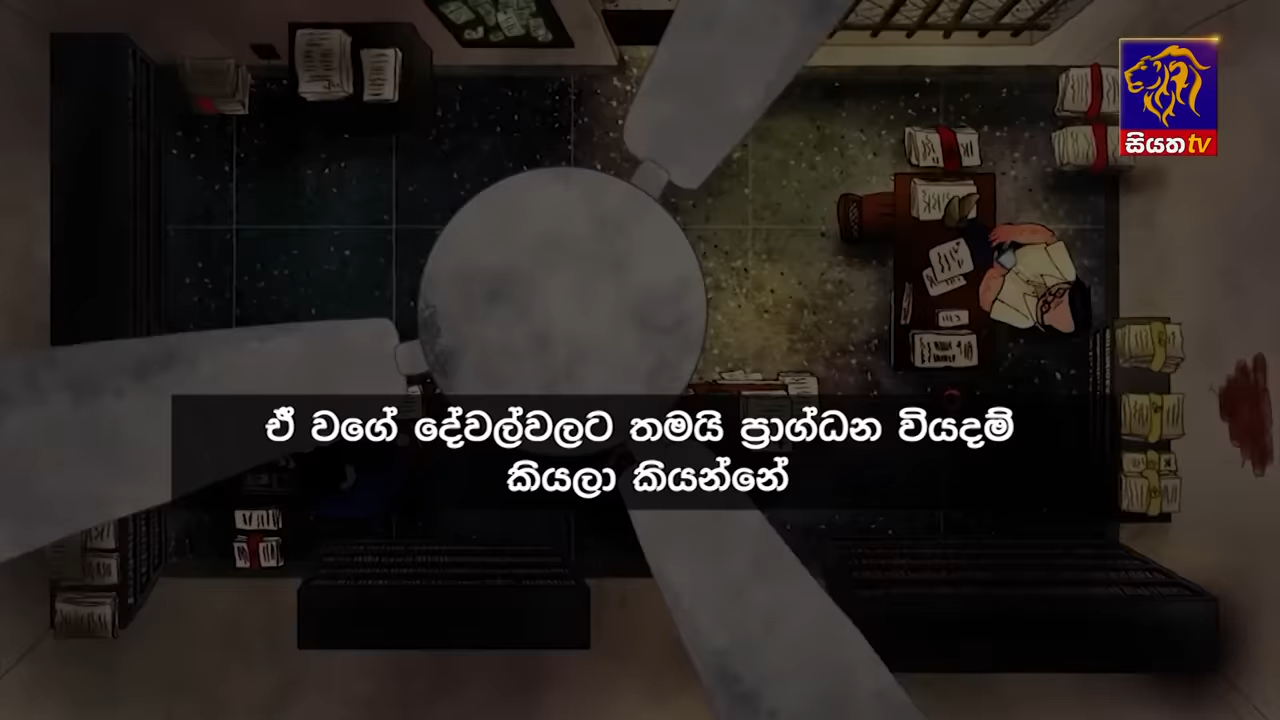 සියත tv
ඒ වගේ දේවල්වලට තමයි ප්‍රාග්ධන වියදම්
කියලා කියන්නේ